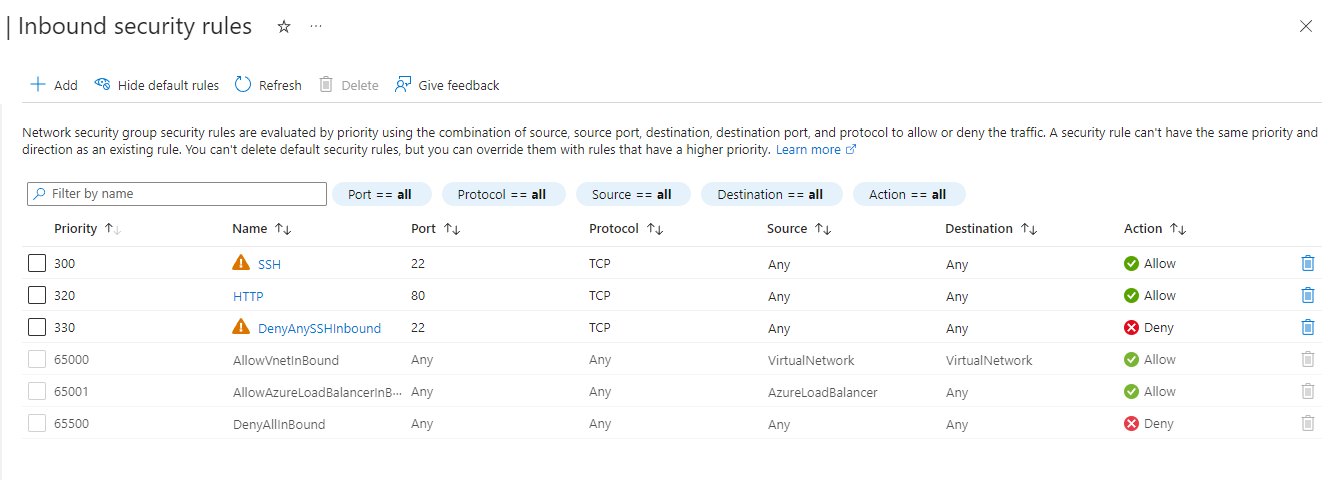 | Inbound security rules
Add Hide default rules Refresh Delete Give feedback
Network security group security rules are evaluated by priority using the combination of source, source port, destination, destination port, and protocol to allow or deny the traffic. A security rule can't have the same priority and
direction as an existing rule. You can't delete default security rules, but you can override them with rules that have a higher priority. Learn more
Filter by name Port == all Protocol == all Source == all Destination == all Action == all
Priority Name Port Protocol Source Destination Action
300 SSH 22 TCP Any Any Allow
320 HTTP 80 TCP Any Any Allow
330 DenyAnySSHInbound 22 TCP Any Any Deny
65000 AllowVnetInBound Any Any VirtualNetwork VirtualNetwork Allow
65001 AllowAzureLoadBalancerInB··· Any Any AzureLoadBalancer Any Allow
65500 DenyAllInBound Any Any Any Any Deny